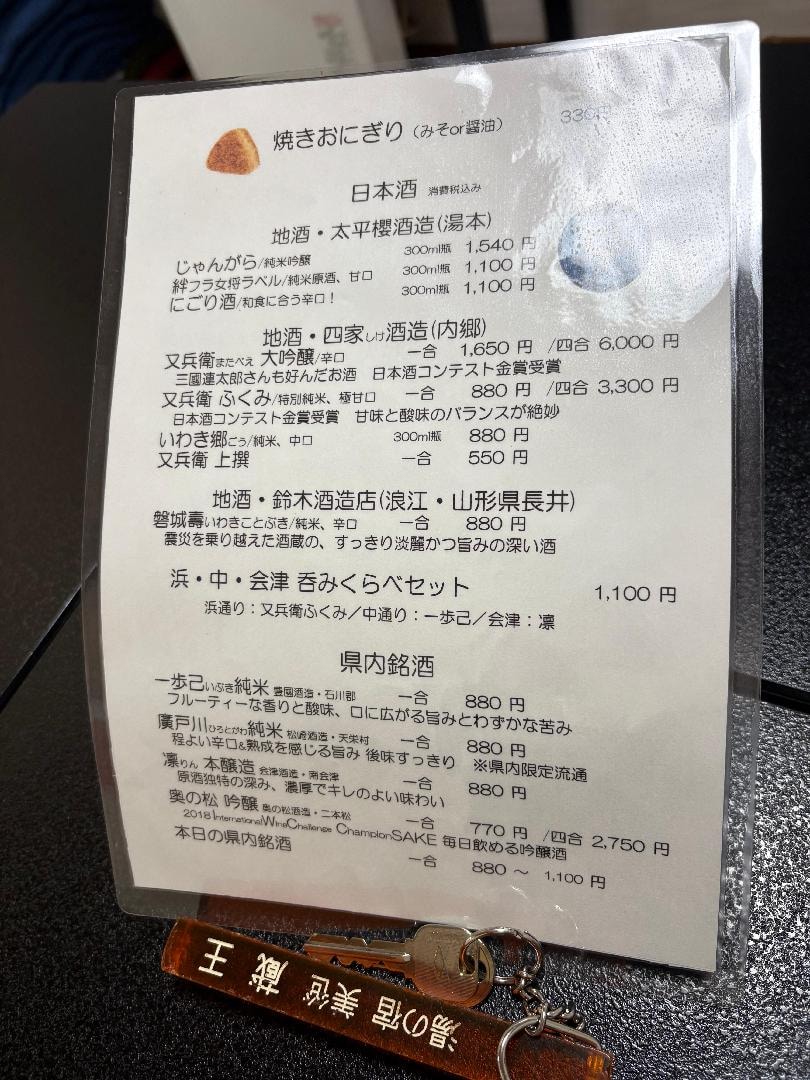 焼きおにぎり（みそor醤油） 330円
日本酒 消費税込み
地酒・太平櫻酒造(湯本)
じゃんがら/純米吟醸 300ml瓶 1,540 円
絆フラ女将ラベル/純米原酒、甘口 300ml瓶 1,100 円
にごり酒/和食に合う辛口！ 300ml瓶 1,100 円
地酒・四家しけ酒造(内郷)
又兵衛またべえ 大吟醸/辛口 一合 1,650 円 /四合 6,000 円
三國連太郎さんも好んだお酒 日本酒コンテスト金賞受賞
又兵衛 ふくみ/特別純米、極甘口 一合 880 円 /四合 3,300 円
日本酒コンテスト金賞受賞 甘味と酸味のバランスが絶妙
いわき郷ごう/純米、中口 300ml瓶 880 円
又兵衛 上撰 一合 550 円
地酒・鈴木酒造店(浪江・山形県長井)
磐城壽いわきことぶき/純米、辛口 一合 880 円
震災を乗り越えた酒蔵の、すっきり淡麗かつ旨みの深い酒
浜・中・会津 呑みくらべセット 1,100 円
浜通り：又兵衛ふくみ／中通り：一歩己／会津：凛
県内銘酒
一歩己いぶき純米 豊國酒造・石川郡 一合 880 円
フルーティーな香りと酸味、口に広がる旨みとわずかな苦み
廣戸川ひろとがわ純米 松崎酒造・天栄村 一合 880 円
程よい辛口&熟成を感じる旨み 後味すっきり ※県内限定流通
凛りん 本醸造 会津酒造・南会津 一合 880 円
原酒独特の深み、濃厚でキレのよい味わい
奥の松 吟醸 奥の松酒造・二本松 一合 770 円 /四合 2,750 円
2018 InternationalWineChallenge ChampionSAKE 毎日飲める吟醸酒
本日の県内銘酒 一合 880 ～ 1,100 円
湯の宿 美笹 蔵王